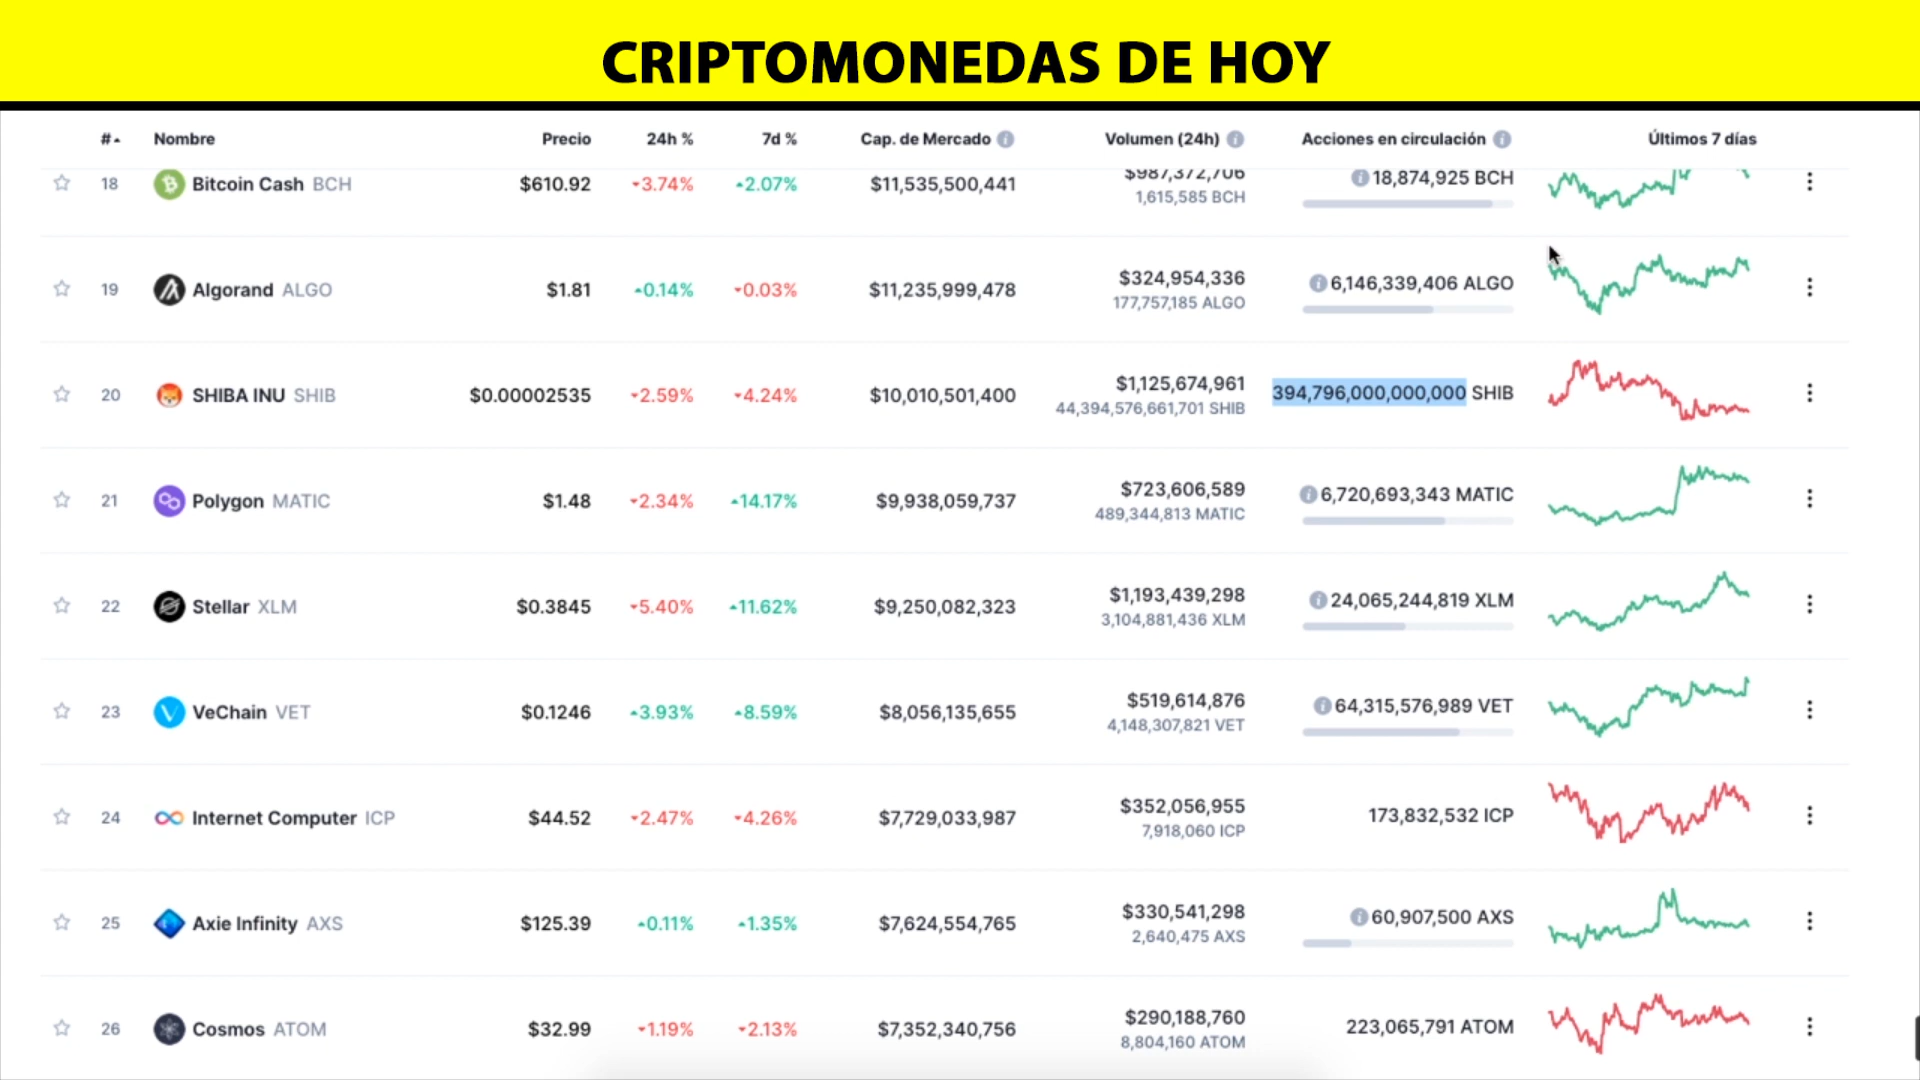 CRIPTOMONEDAS DE HOY
# Nombre Precio 24h % 7d % Cap. de Mercado Volumen (24h) Acciones en circulación Últimos 7 días
18 Bitcoin Cash BCH $610.92 3.74% 2.07% $11,535,500,441 $987,372,706 18,874,925 BCH
1,615,585 BCH
19 Algorand ALGO $1.81 0.14% 0.03% $11,235,999,478 $324,954,336 6,146,339,406 ALGO
177,757,185 ALGO
20 SHIBA INU SHIB $0.00002535 2.59% 4.24% $10,010,501,400 $1,125,674,961 394,796,000,000,000 SHIB
44,394,576,661,701 SHIB
21 Polygon MATIC $1.48 2.34% 14.17% $9,938,059,737 $723,606,589 6,720,693,343 MATIC
489,344,813 MATIC
22 Stellar XLM $0.3845 5.40% 11.62% $9,250,082,323 $1,193,439,298 24,065,244,819 XLM
3,104,881,436 XLM
23 VeChain VET $0.1246 3.93% 8.59% $8,056,135,655 $519,614,876 64,315,576,989 VET
4,148,307,821 VET
24 Internet Computer ICP $44.52 2.47% 4.26% $7,729,033,987 $352,056,955 173,832,532 ICP
7,918,060 ICP
25 Axie Infinity AXS $125.39 0.11% 1.35% $7,624,554,765 $330,541,298 60,907,500 AXS
2,640,475 AXS
26 Cosmos ATOM $32.99 1.19% 2.13% $7,352,340,756 $290,188,760 223,065,791 ATOM
8,804,160 ATOM